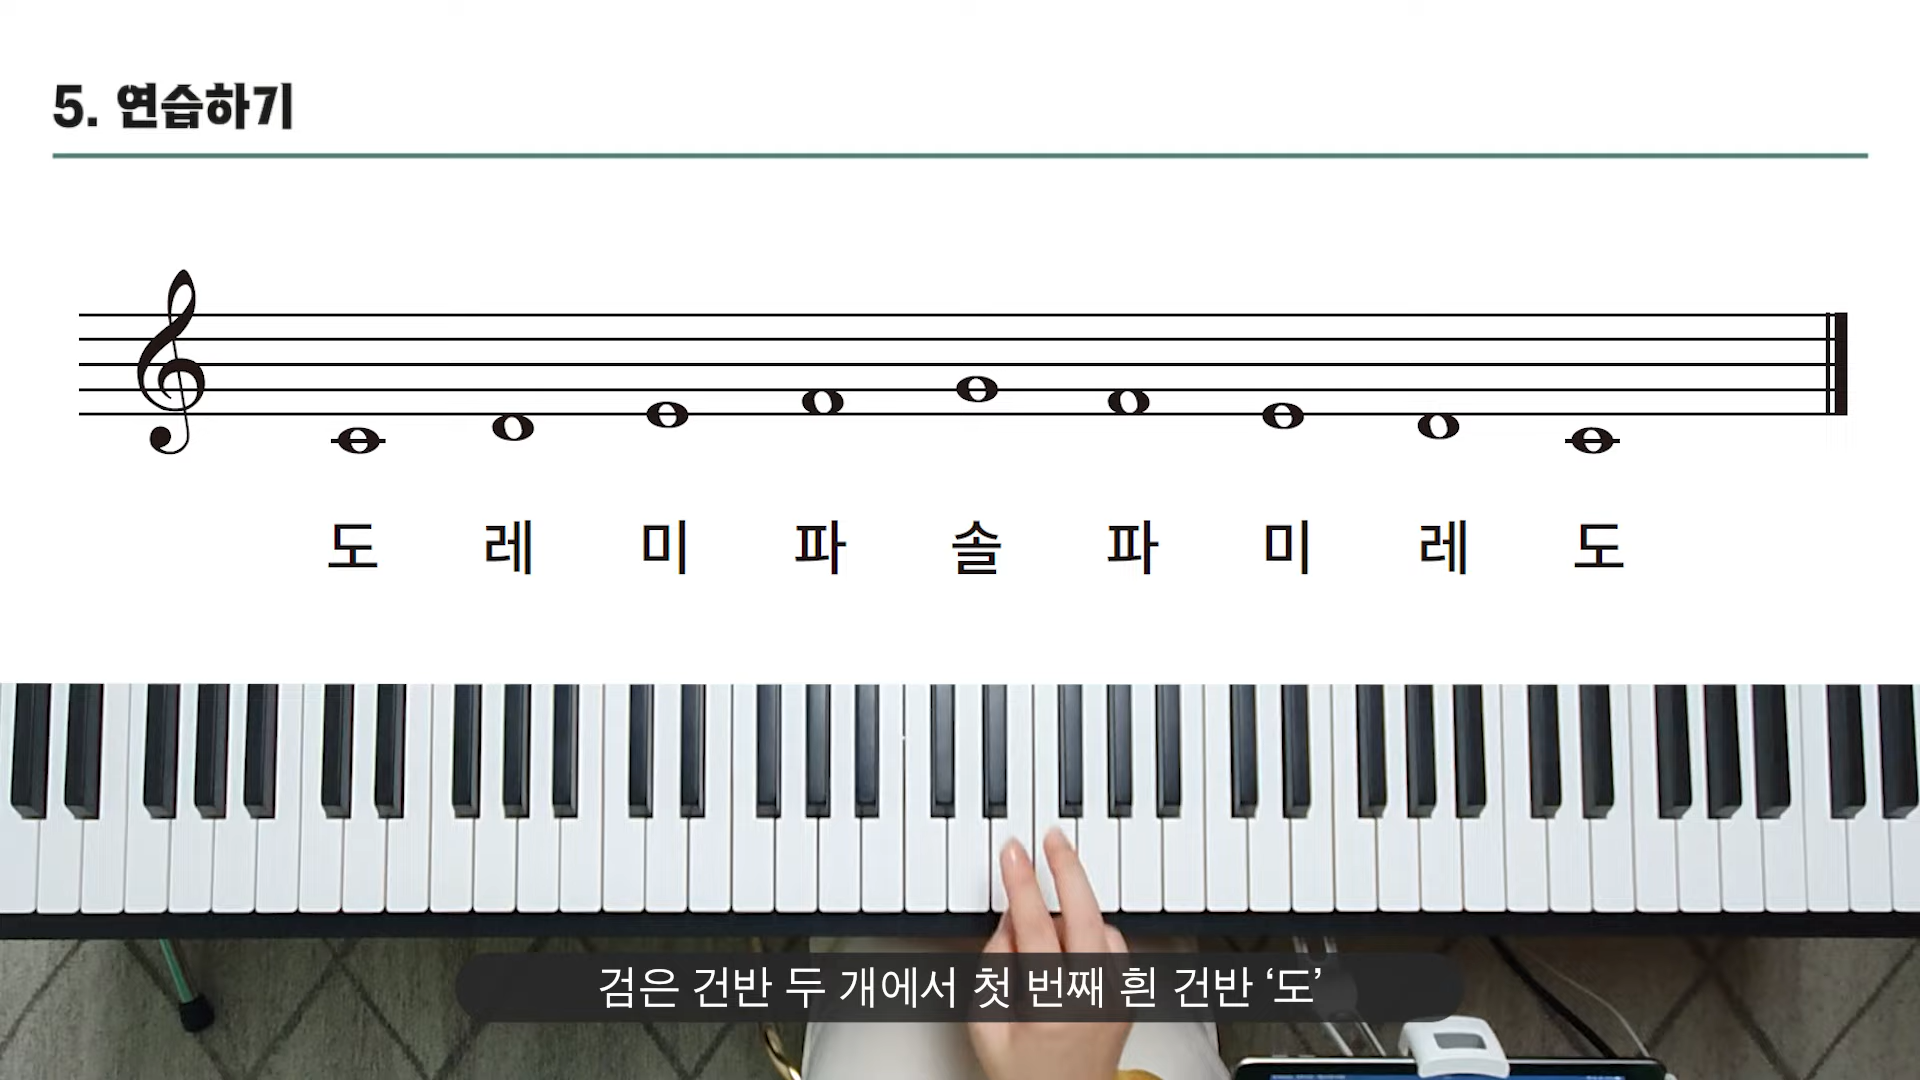 5. 연습하기
도 레 미 파 솔 파 미 레 도
검은 건반 두 개에서 첫 번째 흰 건반 ‘도’